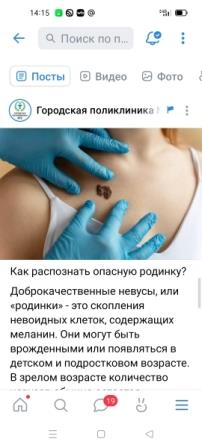 14:15
Поиск по п...
Посты
Видео
Фото
Городская поликлиника
Как распознать опасную родинку?
Доброкачественные невусы, или
«родинки» - это скопления
невоидных клеток, содержащих
меланин. Они могут быть
врожденными или появляться в
детском и подростковом возрасте.
В зрелом возрасте количество
19